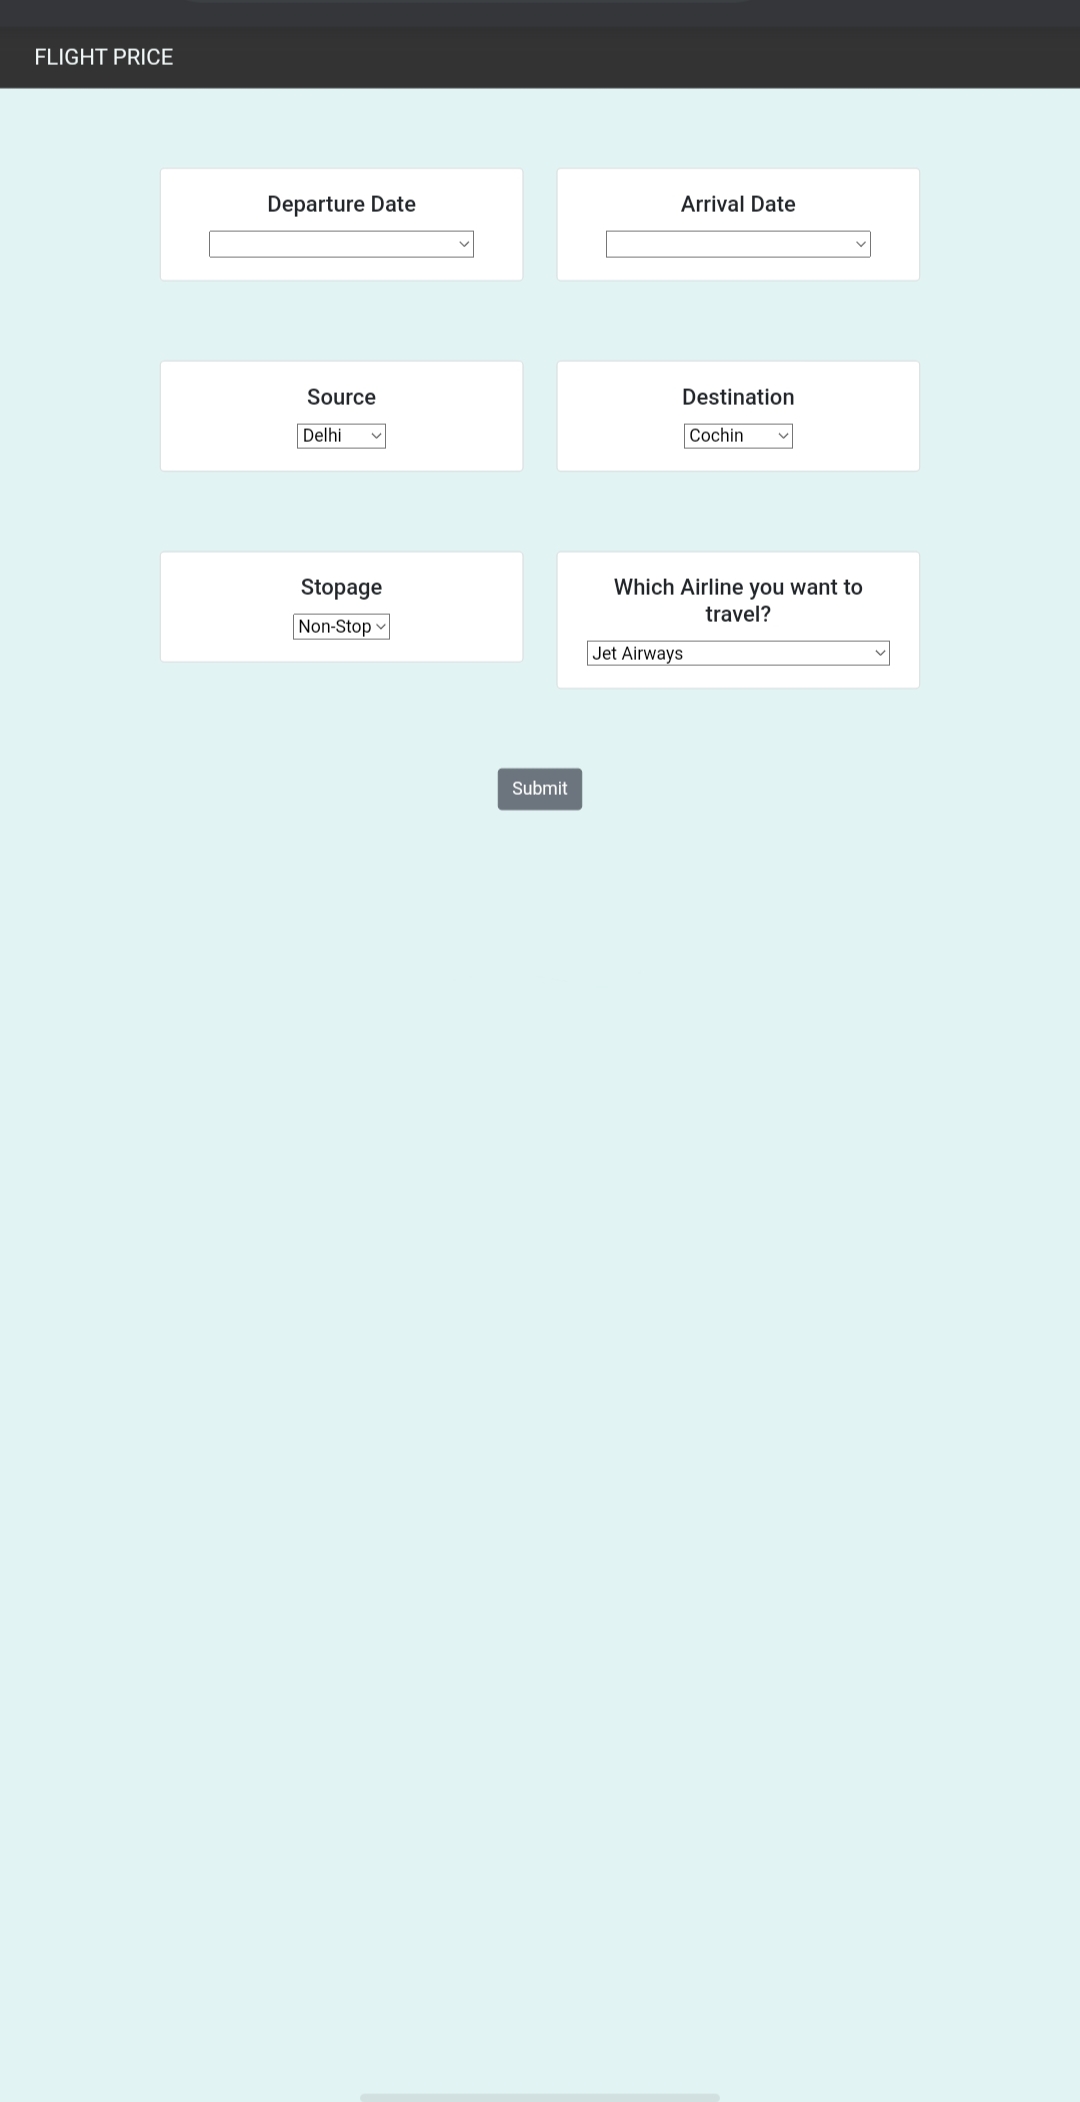 FLIGHT PRICE
Departure Date
Arrival Date
Source
Delhi
Destination
Cochin
Stopage
Non-Stop
Which Airline you want to
travel?
Jet Airways
Submit